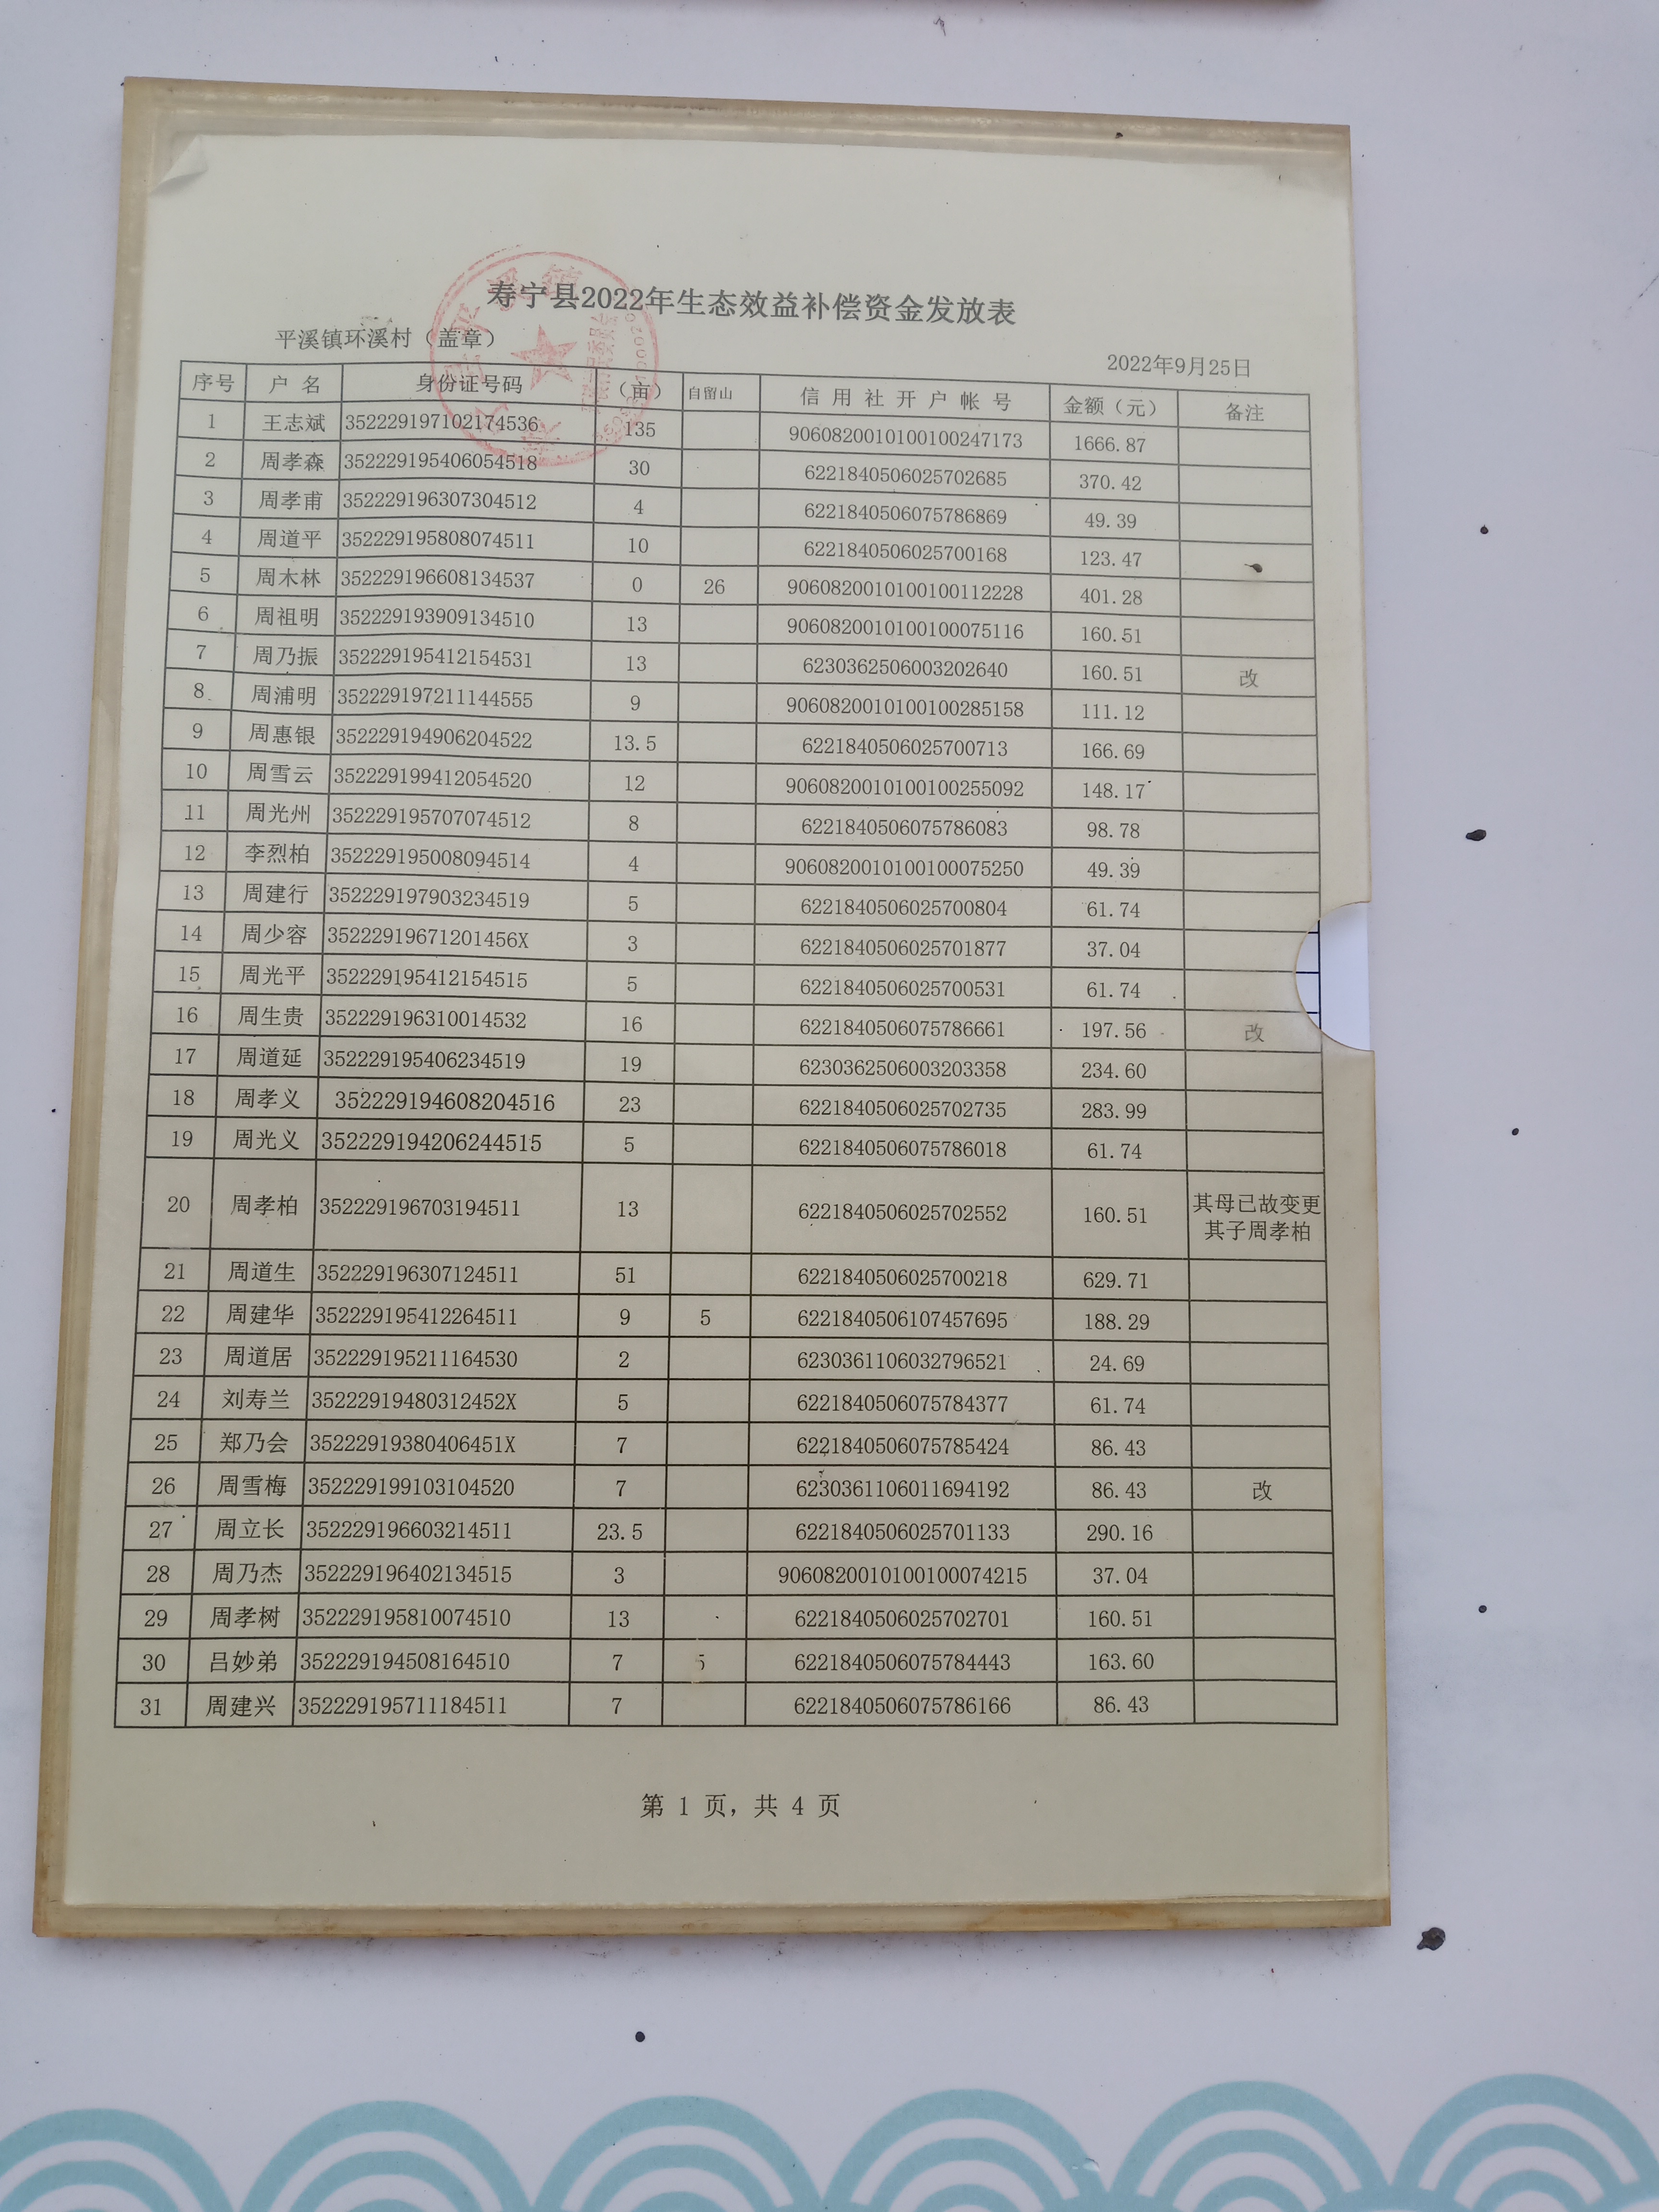 寿宁县2022年生态效益补偿资金发放表
平溪镇环溪村（盖章） 2022年9月25日
序号 户 名 身份证号码 （亩） 自留山 信 用 社 开 户 帐 号 金额（元） 备注
1 王志斌 352229197102174536 135 9060820010100100247173 1666.87
2 周孝森 352229195406054518 30 6221840506025702685 370.42
3 周孝甫 352229196307304512 4 6221840506075786869 49.39
4 周道平 352229195808074511 10 6221840506025700168 123.47
5 周木林 352229196608134537 0 26 9060820010100100112228 401.28
6 周祖明 352229193909134510 13 9060820010100100075116 160.51
7 周乃振 352229195412154531 13 6230362506003202640 160.51 改
8 周浦明 352229197211144555 9 9060820010100100285158 111.12
9 周惠银 352229194906204522 13.5 6221840506025700713 166.69
10 周雪云 352229199412054520 12 9060820010100100255092 148.17
11 周光州 352229195707074512 8 6221840506075786083 98.78
12 李烈柏 352229195008094514 4 9060820010100100075250 49.39
13 周建行 352229197903234519 5 6221840506025700804 61.74
14 周少容 35222919671201456X 3 6221840506025701877 37.04
15 周光平 352229195412154515 5 6221840506025700531 61.74
16 周生贵 352229196310014532 16 6221840506075786661 197.56 改
17 周道延 352229195406234519 19 6230362506003203358 234.60
18 周孝义 352229194608204516 23 6221840506025702735 283.99
19 周光义 352229194206244515 5 6221840506075786018 61.74
20 周孝柏 352229196703194511 13 6221840506025702552 160.51 其母已故变更
其子周孝柏
21 周道生 352229196307124511 51 6221840506025700218 629.71
22 周建华 352229195412264511 9 5 6221840506107457695 188.29
23 周道居 352229195211164530 2 6230361106032796521 24.69
24 刘寿兰 35222919480312452X 5 6221840506075784377 61.74
25 郑乃会 35222919380406451X 7 6221840506075785424 86.43
26 周雪梅 352229199103104520 7 6230361106011694192 86.43 改
27 周立长 352229196603214511 23.5 6221840506025701133 290.16
28 周乃杰 352229196402134515 3 9060820010100100074215 37.04
29 周孝树 352229195810074510 13 6221840506025702701 160.51
30 吕妙弟 352229194508164510 7 5 6221840506075784443 163.60
31 周建兴 352229195711184511 7 6221840506075786166 86.43
第 1 页，共 4 页